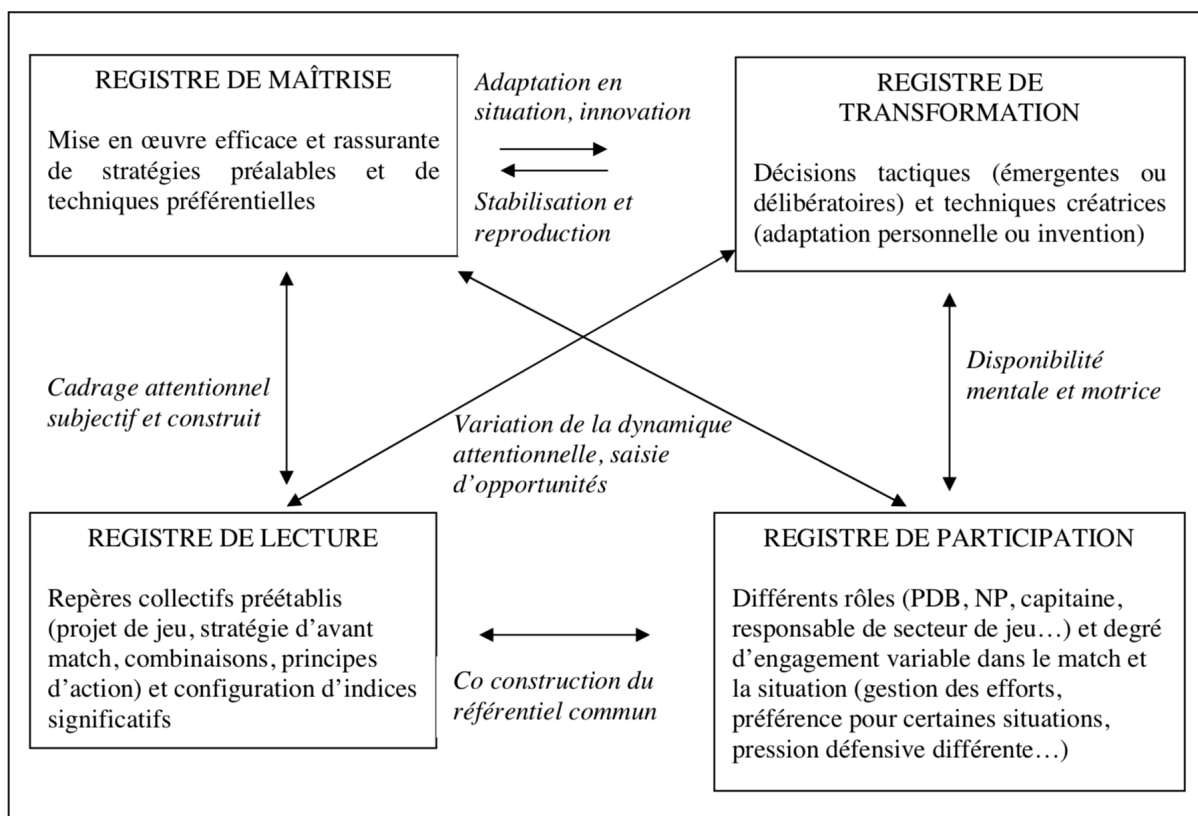 REGISTRE DE MAÎTRISE
Mise en œuvre efficace et rassurante
de stratégies préalables et de
techniques préférentielles
Adaptation en
situation, innovation
Stabilisation et
reproduction
REGISTRE DE
TRANSFORMATION
Décisions tactiques (émergentes ou
délibératoires) et techniques créatrices
(adaptation personnelle ou invention)
Cadrage attentionnel
subjectif et construit
Variation de la dynamique
attentionnelle, saisie
d’opportunités
Disponibilité
mentale et motrice
REGISTRE DE LECTURE
Repères collectifs préétablis
(projet de jeu, stratégie d’avant
match, combinaisons, principes
d’action) et configuration d’indices
significatifs
Co construction du
référentiel commun
REGISTRE DE PARTICIPATION
Différents rôles (PDB, NP, capitaine,
responsable de secteur de jeu…) et degré
d’engagement variable dans le match et
la situation (gestion des efforts,
préférence pour certaines situations,
pression défensive différente…)